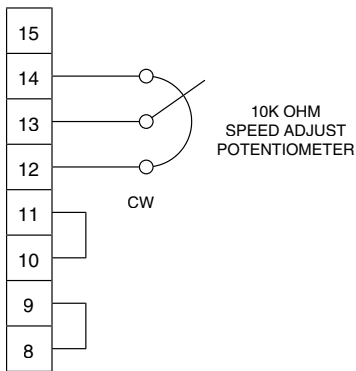 15
14
13
12
11
10
9
8
10K OHM
SPEED ADJUST
POTENTIOMETER
CW